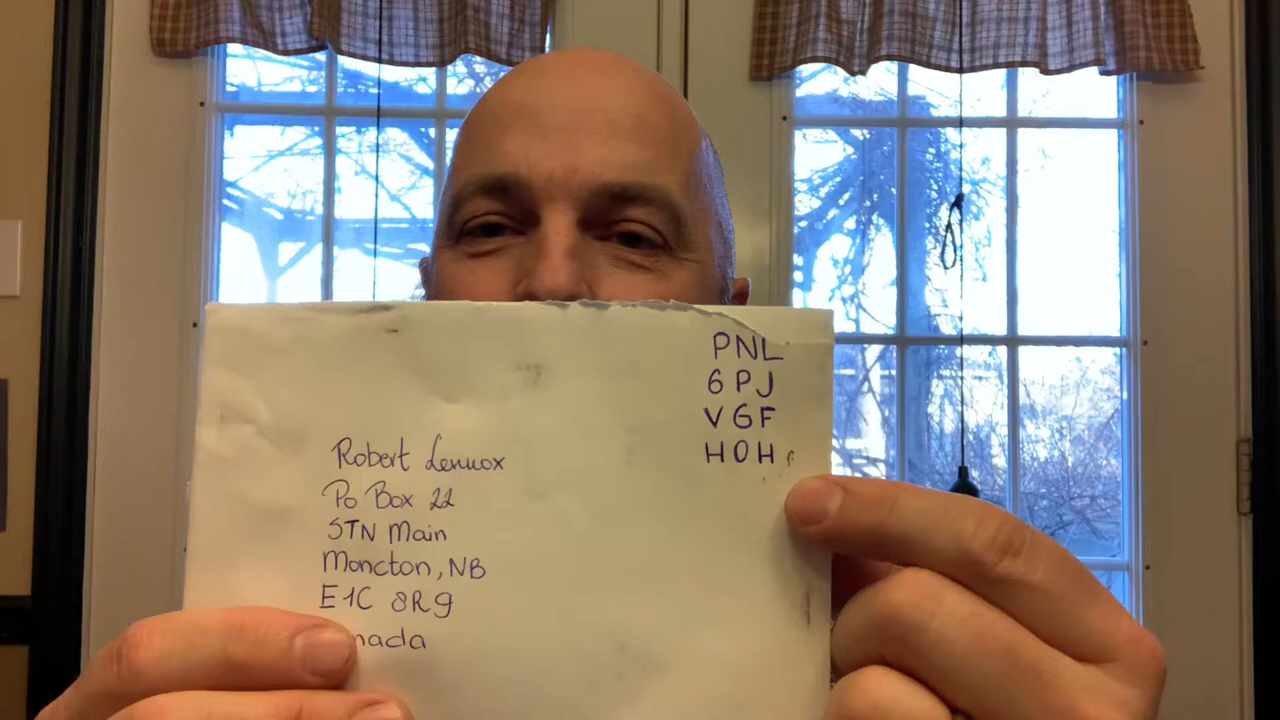 PNL
6PJ
VGF
HOH
Robert Lennox
Po Box 22
STN Main
Moncton, NB
E1C 8R9
nada